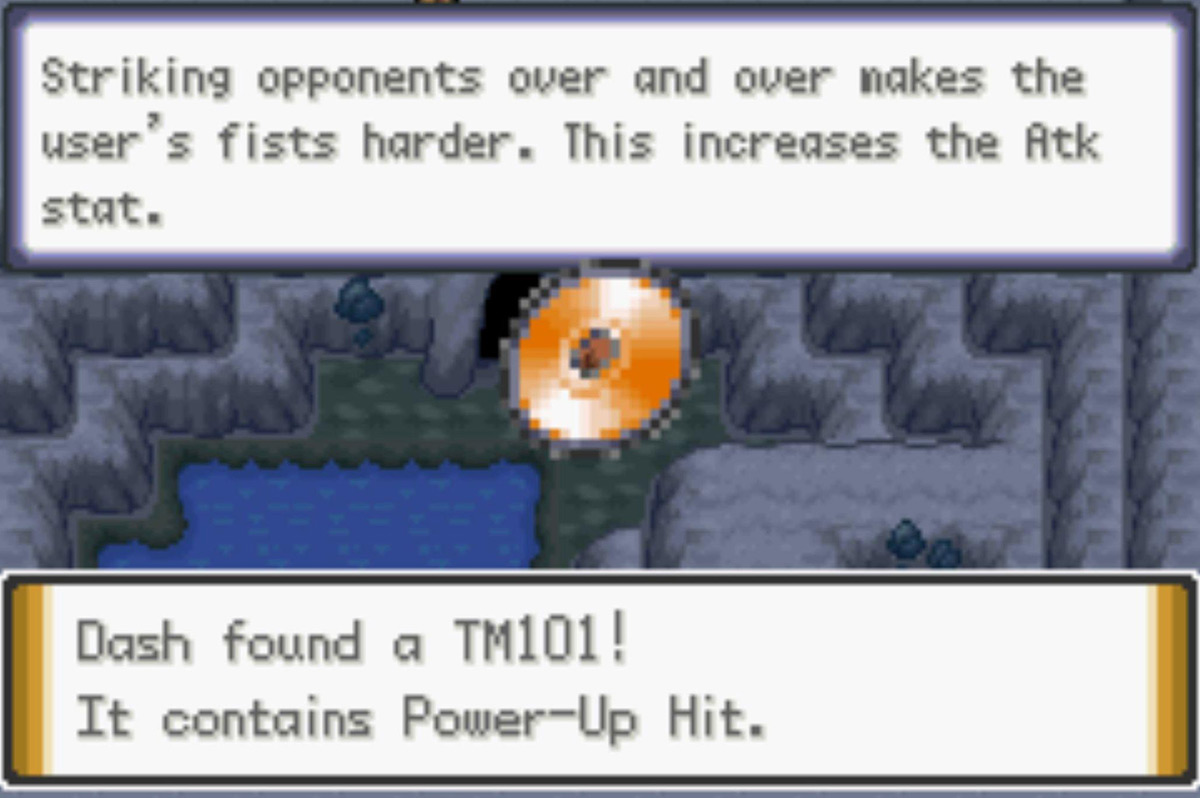 Striking opponents over and over makes the
user's fists harder. This increases the Atk
stat.
Dash found a TM101!
It contains Power-Up Hit.